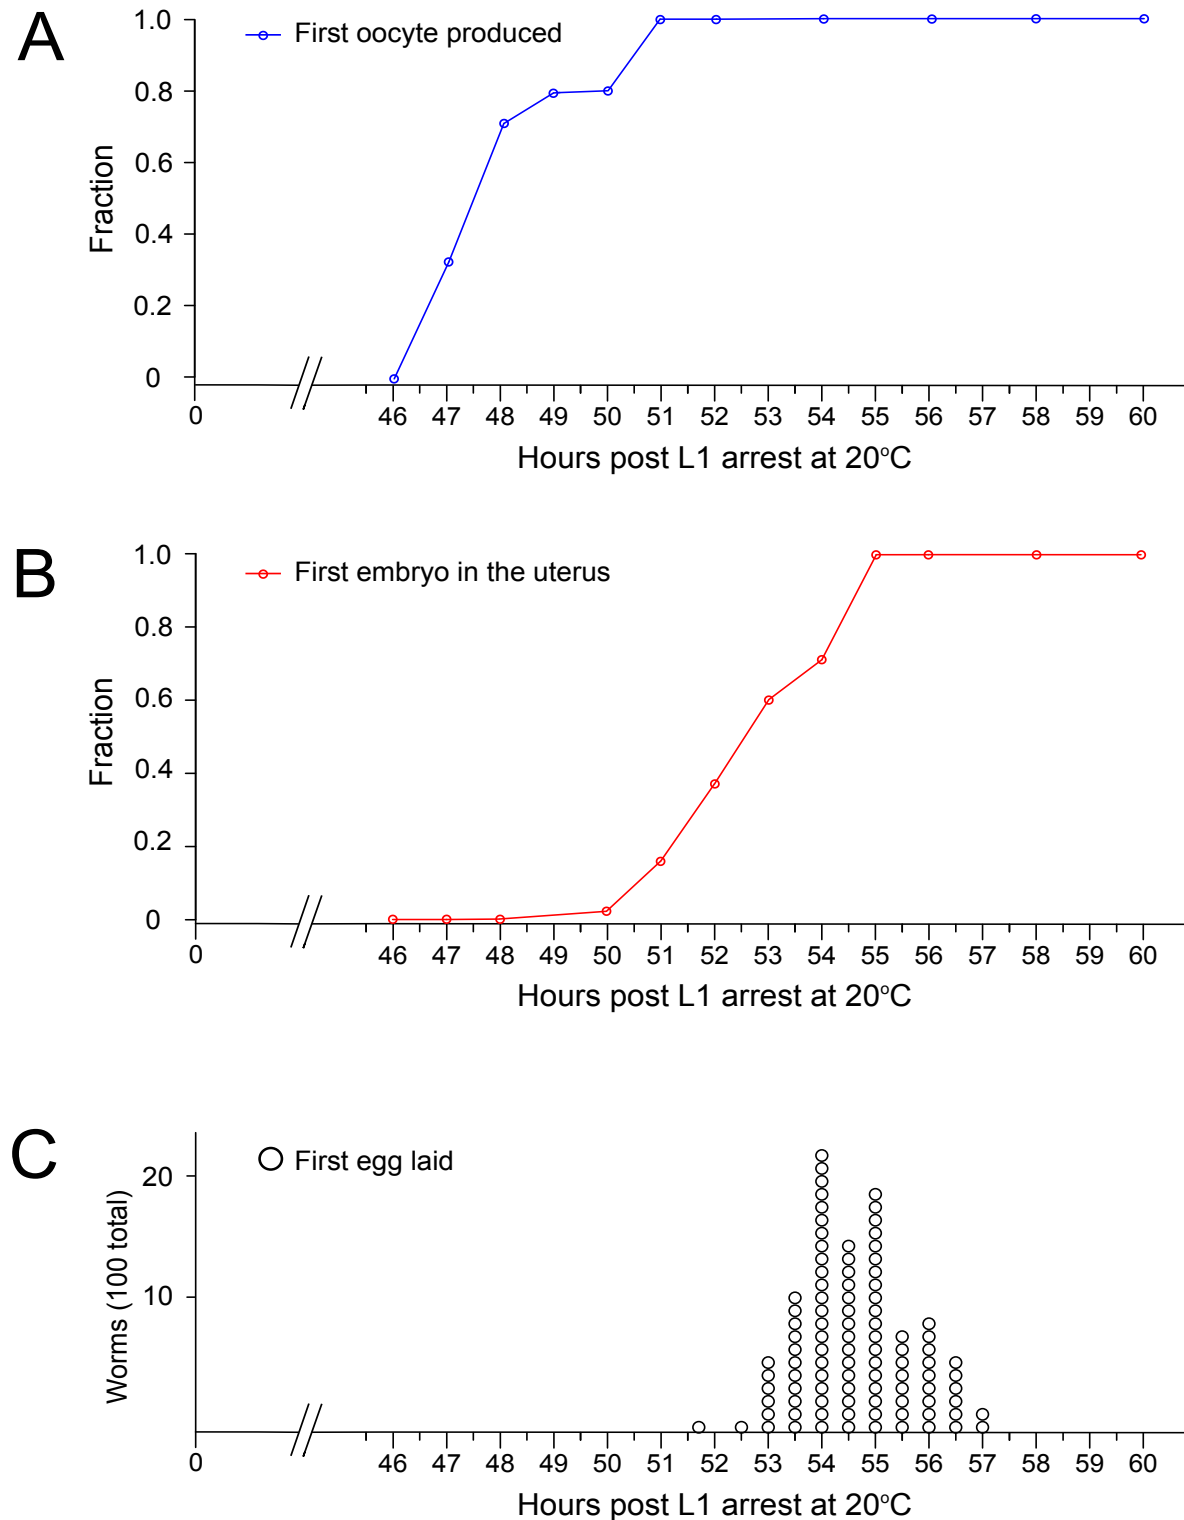 A
First oocyte produced
1.0
0.8
0.6
0.4
0.2
0
Fraction
0 46 47 48 49 50 51 52 53 54 55 56 57 58 59 60
Hours post L1 arrest at 20°C
B
First embryo in the uterus
1.0
0.8
0.6
0.4
0.2
0
Fraction
0 46 47 48 49 50 51 52 53 54 55 56 57 58 59 60
Hours post L1 arrest at 20°C
C
First egg laid
20
10
Worms (100 total)
0 46 47 48 49 50 51 52 53 54 55 56 57 58 59 60
Hours post L1 arrest at 20°C